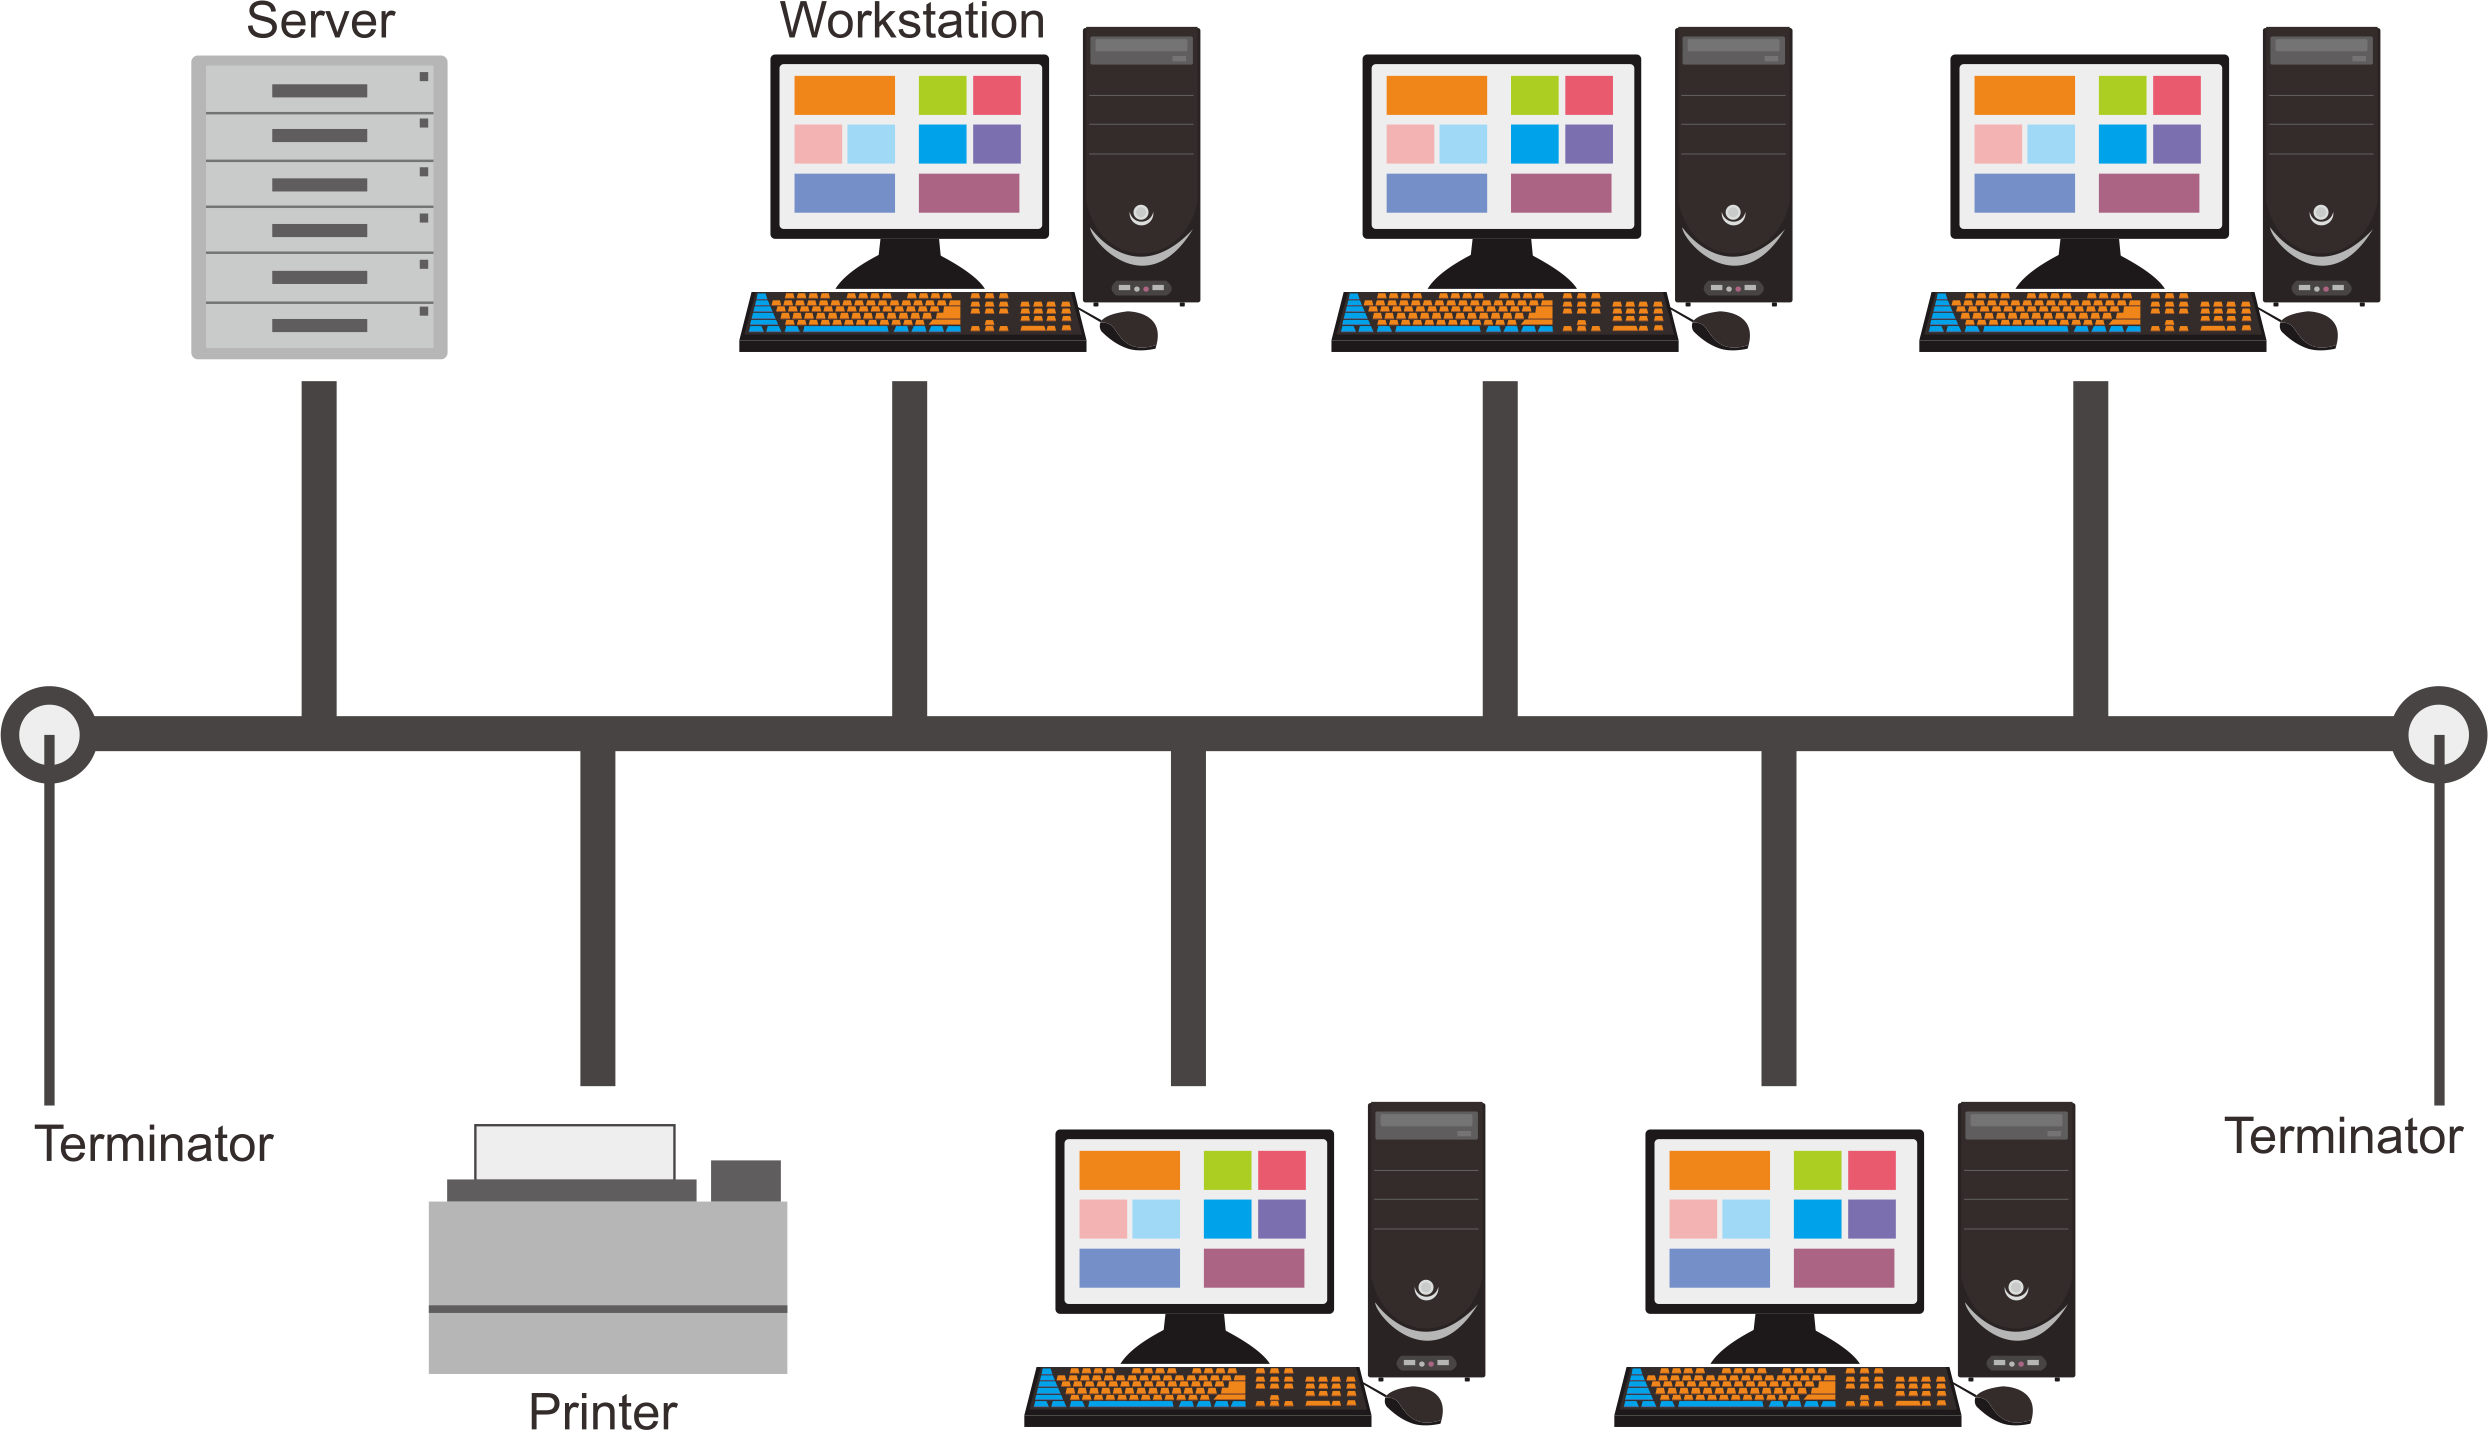 Server
Workstation
Terminator
Terminator
Printer